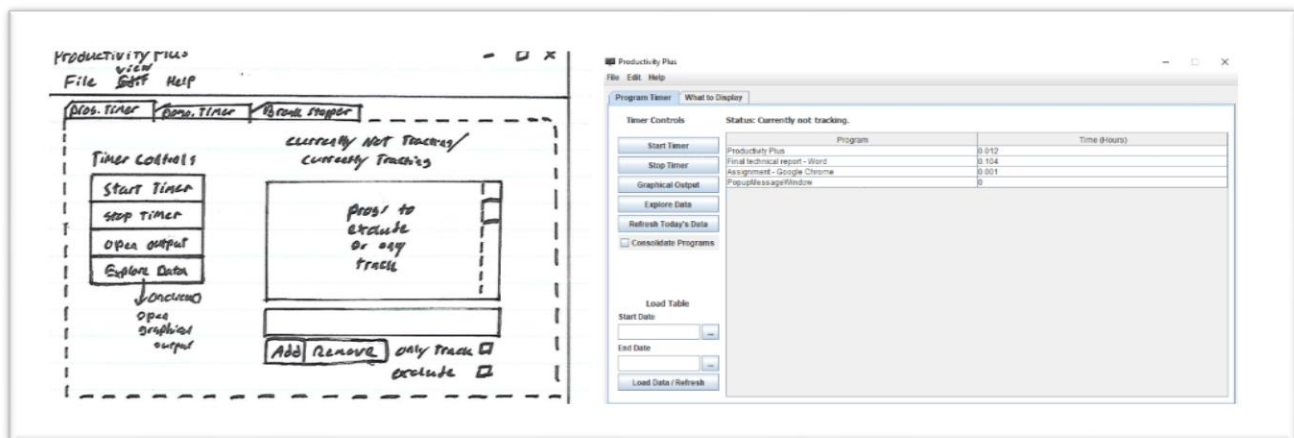 Productivity Plus
view
File Edit Help
Prog. Timer Pomo. Timer Break Stopper
Currently Not Tracking/
Currently Tracking
Timer Controls
Start Timer
Stop Timer
Open output
Explore Data
Progs to
exclude
or only
track
open
graphical
output
Add Remove only Track
exclude
Productivity Plus
File Edit Help
Program Timer What to Display
Timer Controls Status: Currently not tracking.
Start Timer
Stop Timer
Graphical Output
Explore Data
Refresh Today's Data
Consolidate Programs
Program Time (Hours)
Productivity Plus 0.012
Final technical report - Word 0.104
Assignment - Google Chrome 0.001
PopupMessageWindow 0
Load Table
Start Date
...
End Date
...
Load Data / Refresh